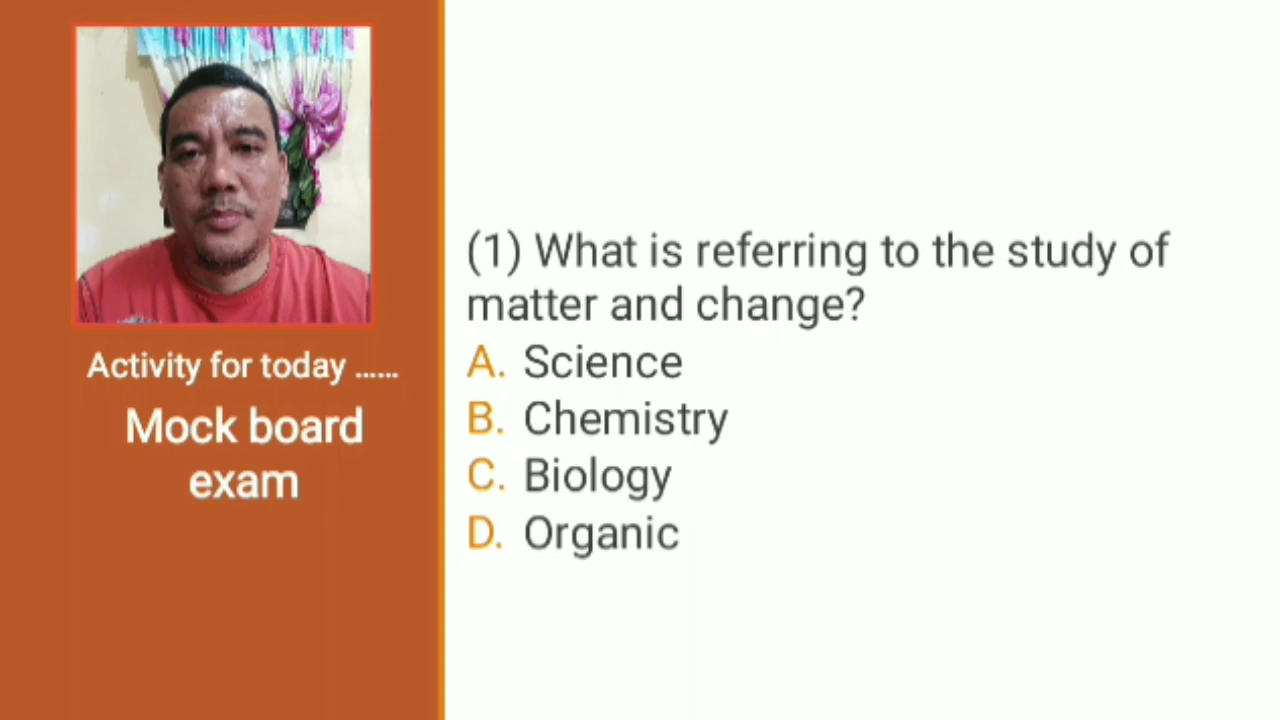 Activity for today ......
Mock board
exam
(1) What is referring to the study of
matter and change?
A. Science
B. Chemistry
C. Biology
D. Organic